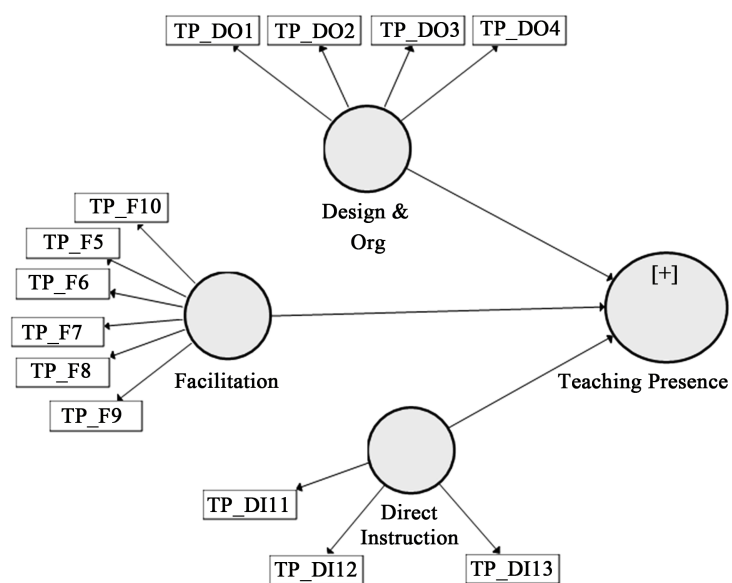 TP_DO1
TP_DO2
TP_DO3
TP_DO4
Design &
Org
TP_F10
TP_F5
TP_F6
TP_F7
TP_F8
TP_F9
Facilitation
[+]
Teaching Presence
Direct
Instruction
TP_DI11
TP_DI12
TP_DI13